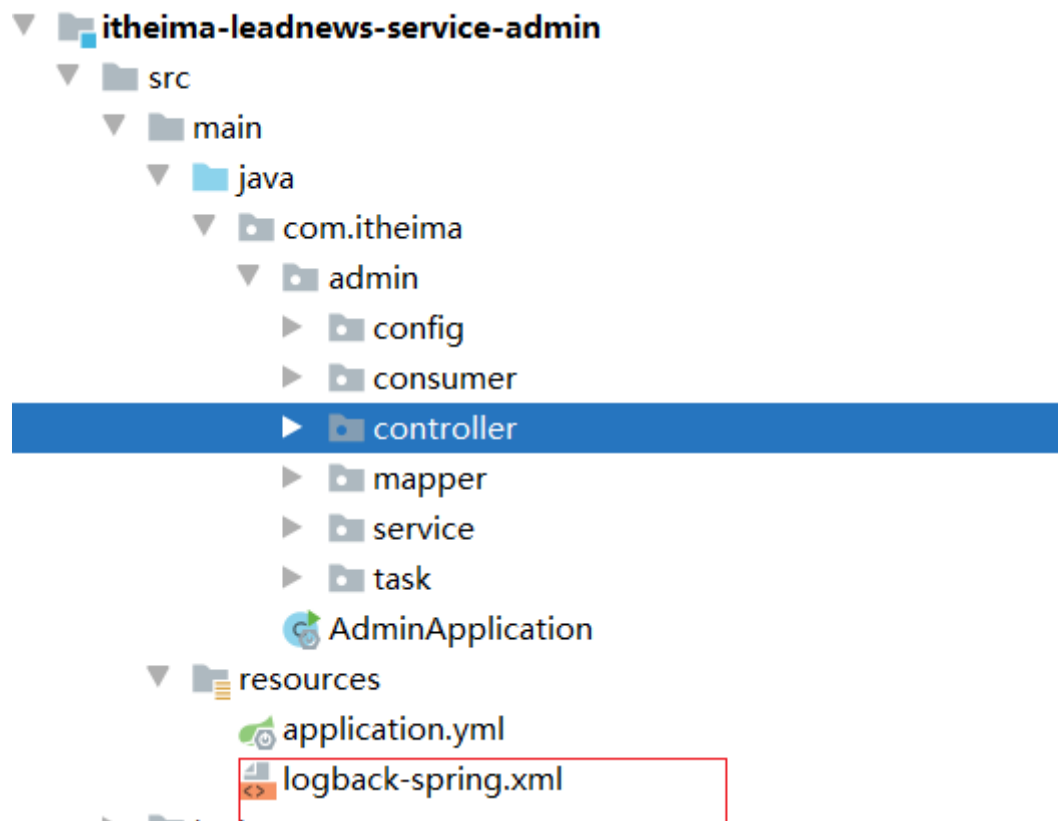 itheima-leadnews-service-admin
src
main
java
com.itheima
admin
config
consumer
controller
mapper
service
task
AdminApplication
resources
application.yml
logback-spring.xml